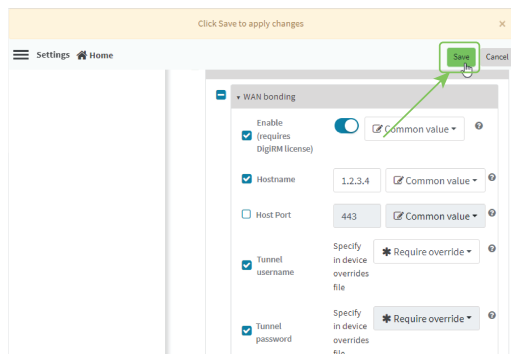 Click Save to apply changes ×
Settings Home
Save Cancel
WAN bonding
Enable
(requires
DigiRM license)
Common value
Hostname 1.2.3.4 Common value
Host Port 443 Common value
Tunnel
username
Specify
in device
overrides
file
Require override
Tunnel
password
Specify
in device
overrides
file
Require override